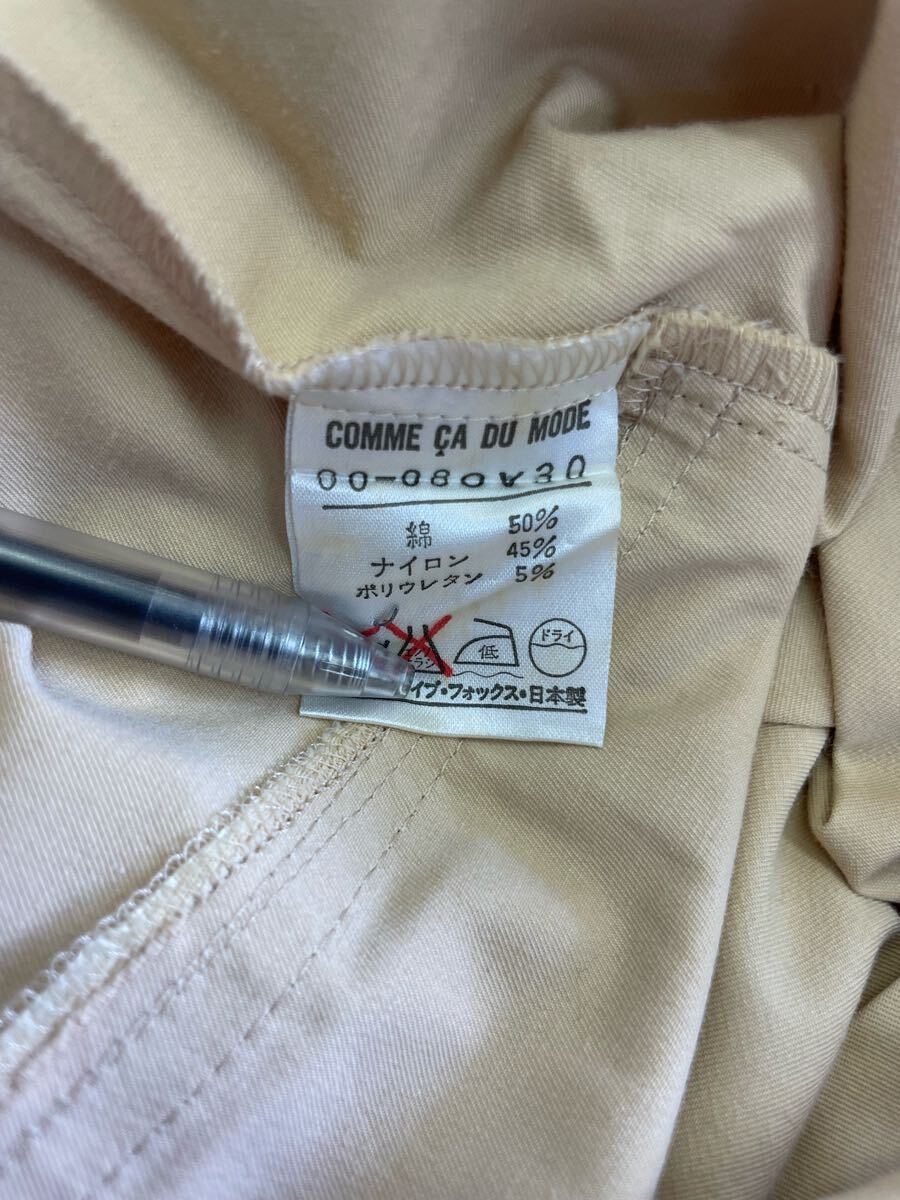 COMME ÇA DU MODE
00-080V30
綿 50%
ナイロン 45%
ポリウレタン 5%
低 ドライ
イブ・フォックス・日本製